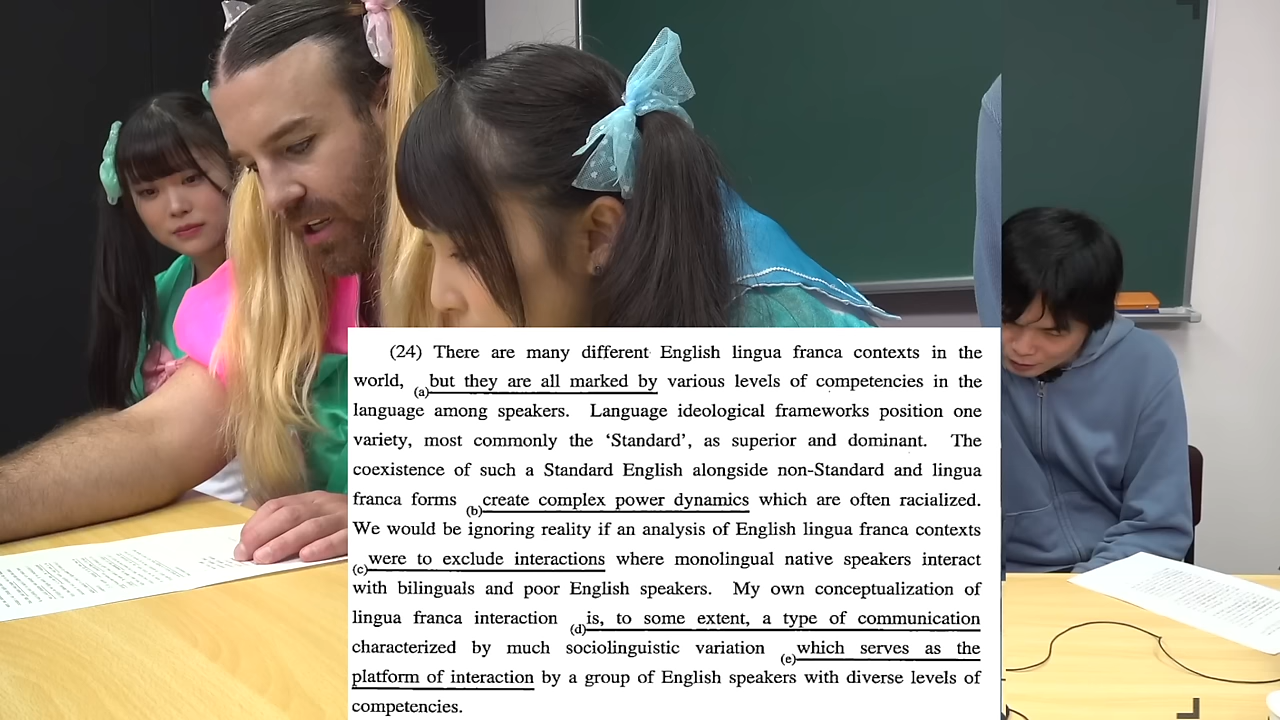 (24) There are many different English lingua franca contexts in the
world, (a)but they are all marked by various levels of competencies in the
language among speakers. Language ideological frameworks position one
variety, most commonly the ‘Standard’, as superior and dominant. The
coexistence of such a Standard English alongside non-Standard and lingua
franca forms (b)create complex power dynamics which are often racialized.
We would be ignoring reality if an analysis of English lingua franca contexts
(c)were to exclude interactions where monolingual native speakers interact
with bilinguals and poor English speakers. My own conceptualization of
lingua franca interaction (d)is, to some extent, a type of communication
characterized by much sociolinguistic variation (e)which serves as the
platform of interaction by a group of English speakers with diverse levels of
competencies.